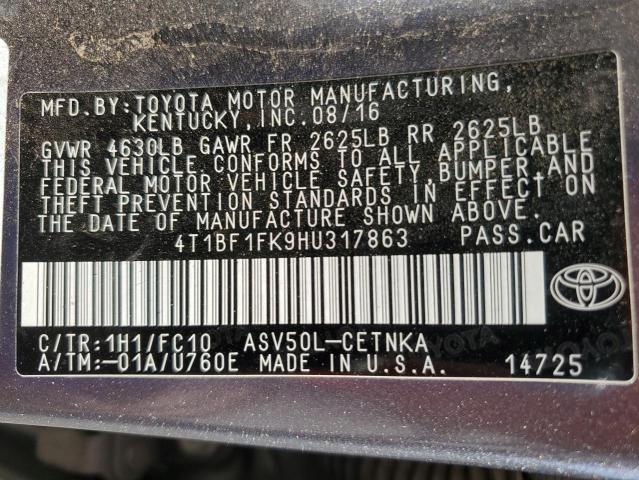 MFD. BY: TOYOTA MOTOR MANUFACTURING,
KENTUCKY, INC. 08/16
GVWR 4630LB GAWR FR 2625LB RR 2625LB
THIS VEHICLE CONFORMS TO ALL APPLICABLE
FEDERAL MOTOR VEHICLE SAFETY, BUMPER, AND
THEFT PREVENTION STANDARDS IN EFFECT ON
THE DATE OF MANUFACTURE SHOWN ABOVE.
4T1BF1FK9HU317863 PASS. CAR
C/TR: 1H1/FC10 ASV50L-CETNKA
A/TM: -01A/U760E MADE IN U.S.A. 14725